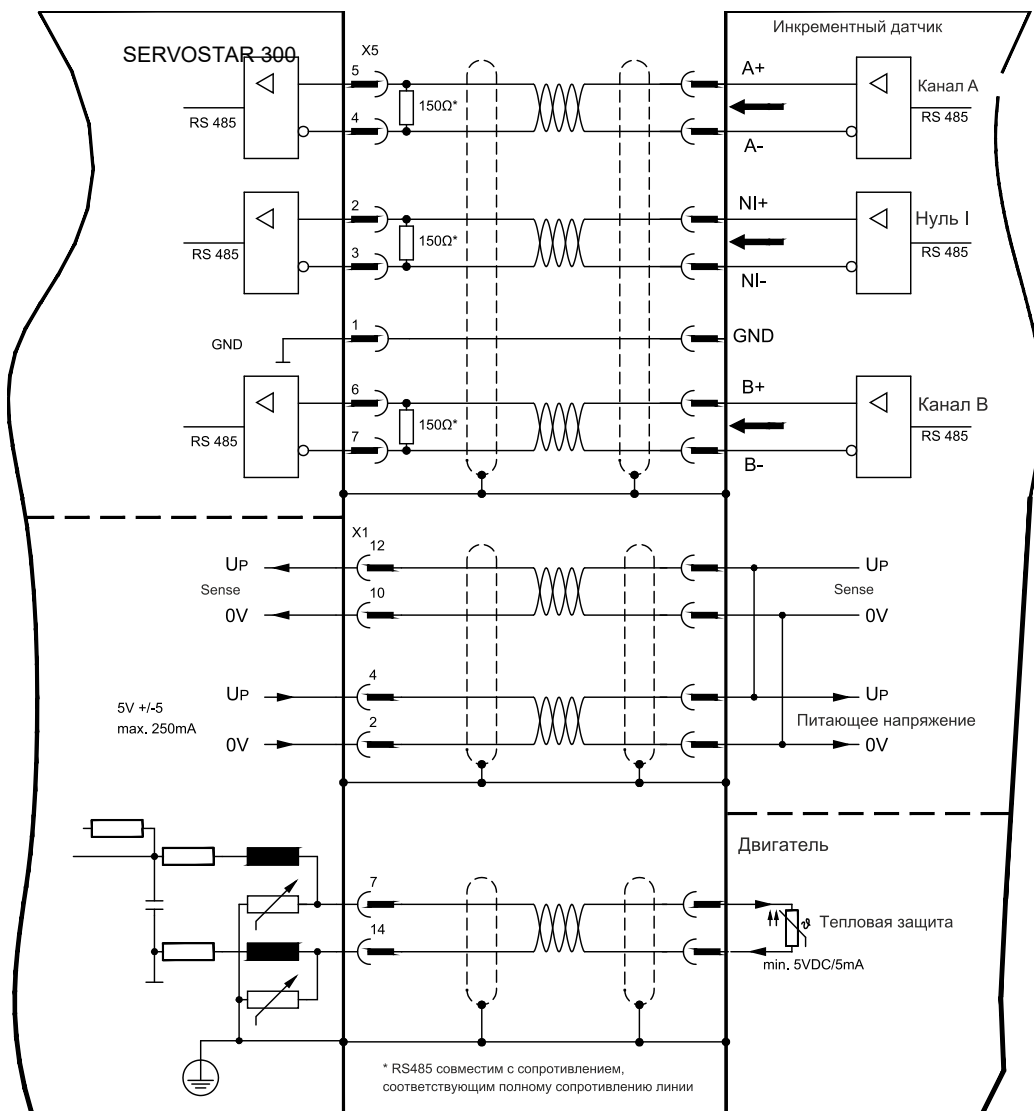 Инкрементный датчик
SERVOSTAR 300
X5
5
A+
Канал A
150Ω*
RS 485
RS 485
4
A-
2
NI+
Нуль I
150Ω*
RS 485
RS 485
3
NI-
1
GND
GND
6
B+
Канал B
150Ω*
RS 485
RS 485
7
B-
X1
12
UP
UP
Sense
Sense
10
0V
0V
4
UP
UP
5V +/-5
max. 250mA
Питающее напряжение
2
0V
0V
Двигатель
7
ϑ
Тепловая защита
14
min. 5VDC/5mA
* RS485 совместим с сопротивлением,
соответствующим полному сопротивлению линии